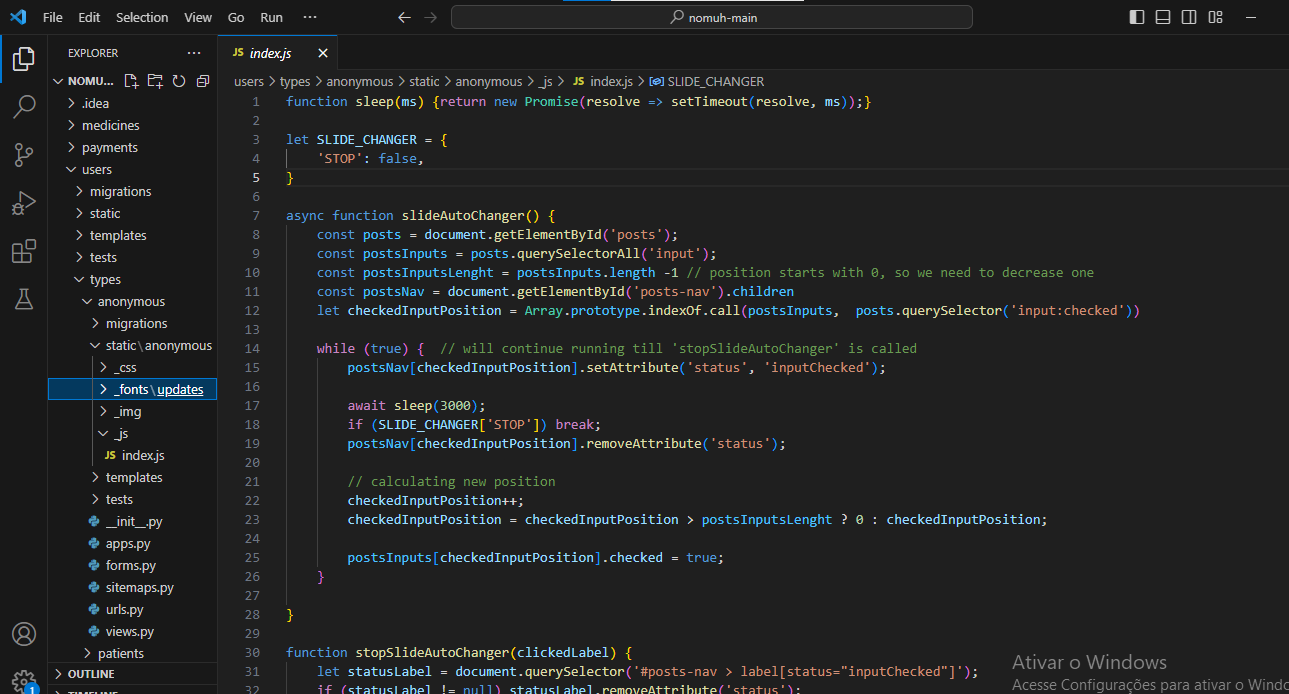 File Edit Selection View Go Run ··· nomuh-main
EXPLORER ···
NOMU...
.idea
medicines
payments
users
migrations
static
templates
tests
types
anonymous
migrations
static\anonymous
_css
_fonts\updates
_img
_js
JS index.js
templates
tests
__init__.py
apps.py
forms.py
sitemaps.py
urls.py
views.py
patients
OUTLINE
TIMELINE
1
JS index.js
users > types > anonymous > static > anonymous > _js > JS index.js > SLIDE_CHANGER
1 function sleep(ms) {return new Promise(resolve => setTimeout(resolve, ms));}
2
3 let SLIDE_CHANGER = {
4     'STOP': false,
5 }
6
7 async function slideAutoChanger() {
8     const posts = document.getElementById('posts');
9     const postsInputs = posts.querySelectorAll('input');
10     const postsInputsLenght = postsInputs.length -1 // position starts with 0, so we need to decrease one
11     const postsNav = document.getElementById('posts-nav').children
12     let checkedInputPosition = Array.prototype.indexOf.call(postsInputs,  posts.querySelector('input:checked'))
13
14     while (true) {  // will continue running till 'stopSlideAutoChanger' is called
15         postsNav[checkedInputPosition].setAttribute('status', 'inputChecked');
16
17         await sleep(3000);
18         if (SLIDE_CHANGER['STOP']) break;
19         postsNav[checkedInputPosition].removeAttribute('status');
20
21         // calculating new position
22         checkedInputPosition++;
23         checkedInputPosition = checkedInputPosition > postsInputsLenght ? 0 : checkedInputPosition;
24
25         postsInputs[checkedInputPosition].checked = true;
26     }
27
28 }
29
30 function stopSlideAutoChanger(clickedLabel) {
31     let statusLabel = document.querySelector('#posts-nav > label[status="inputChecked"]');
32     if (statusLabel != null) statusLabel.removeAttribute('status');
Ativar o Windows
Acesse Configurações para ativar o Windo